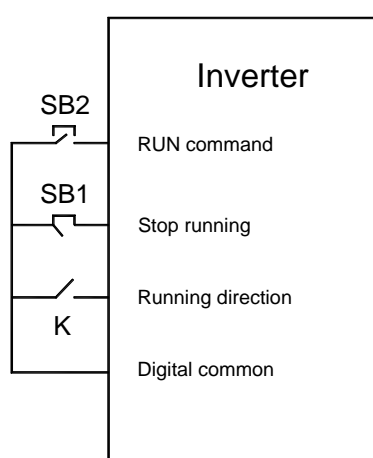 Inverter
SB2
RUN command
SB1
Stop running
Running direction
K
Digital common